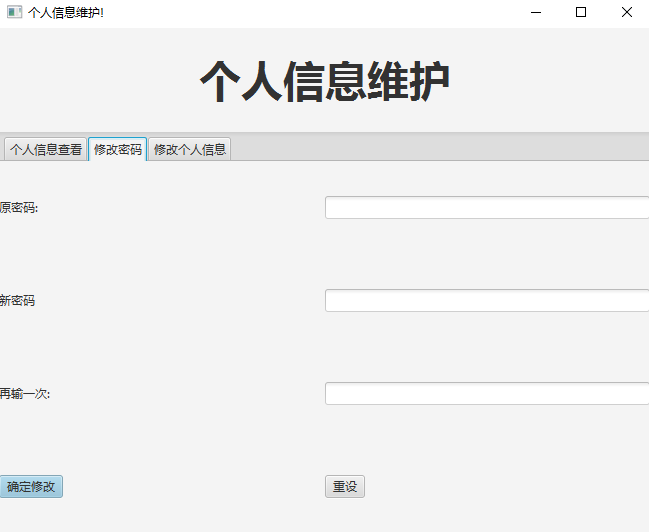 个人信息维护!
个人信息维护
个人信息查看 修改密码 修改个人信息
原密码:
新密码
再输一次:
确定修改 重设